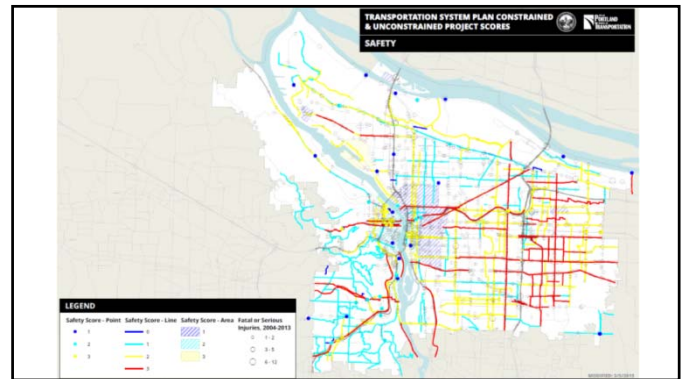 TRANSPORTATION SYSTEM PLAN CONSTRAINED
& UNCONSTRAINED PROJECT SCORES
PORTLAND
TRANSPORTATION
SAFETY
LEGEND
Safety Score - Point
1
2
3
Safety Score - Line
0
1
2
3
Safety Score - Area
1
2
3
Fatal or Serious
Injuries, 2004-2013
1 - 2
3 - 5
6 - 12